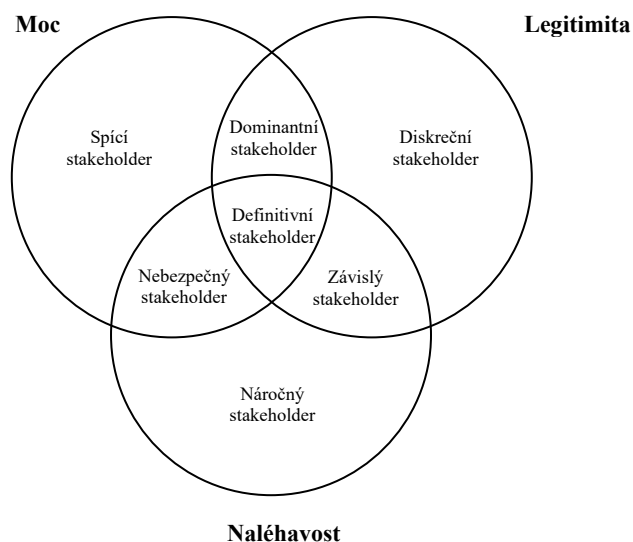 Moc
Legitimita
Spící
stakeholder
Dominantní
stakeholder
Diskreční
stakeholder
Definitivní
stakeholder
Nebezpečný
stakeholder
Závislý
stakeholder
Náročný
stakeholder
Naléhavost